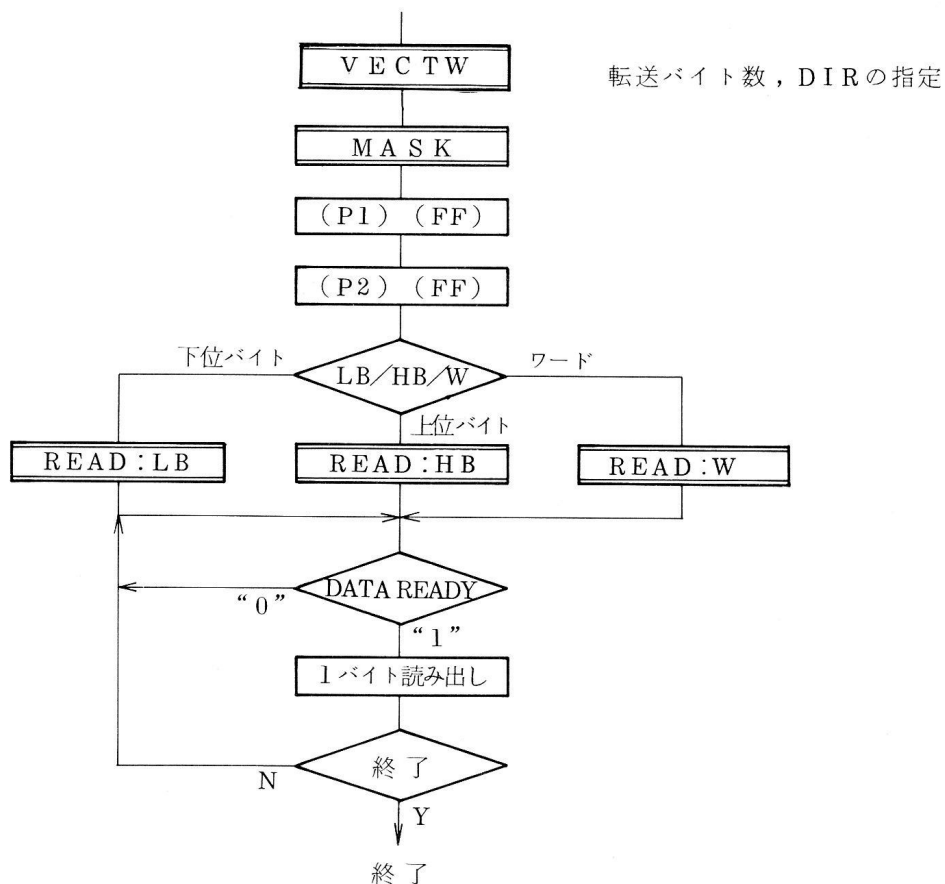 VECTW
転送バイト数,DIRの指定
MASK
(P1) (FF)
(P2) (FF)
下位バイト
LB/HB/W
ワード
上位バイト
READ:LB
READ:HB
READ:W
DATA READY
“0”
“1”
1バイト読み出し
終了
N
Y
終了